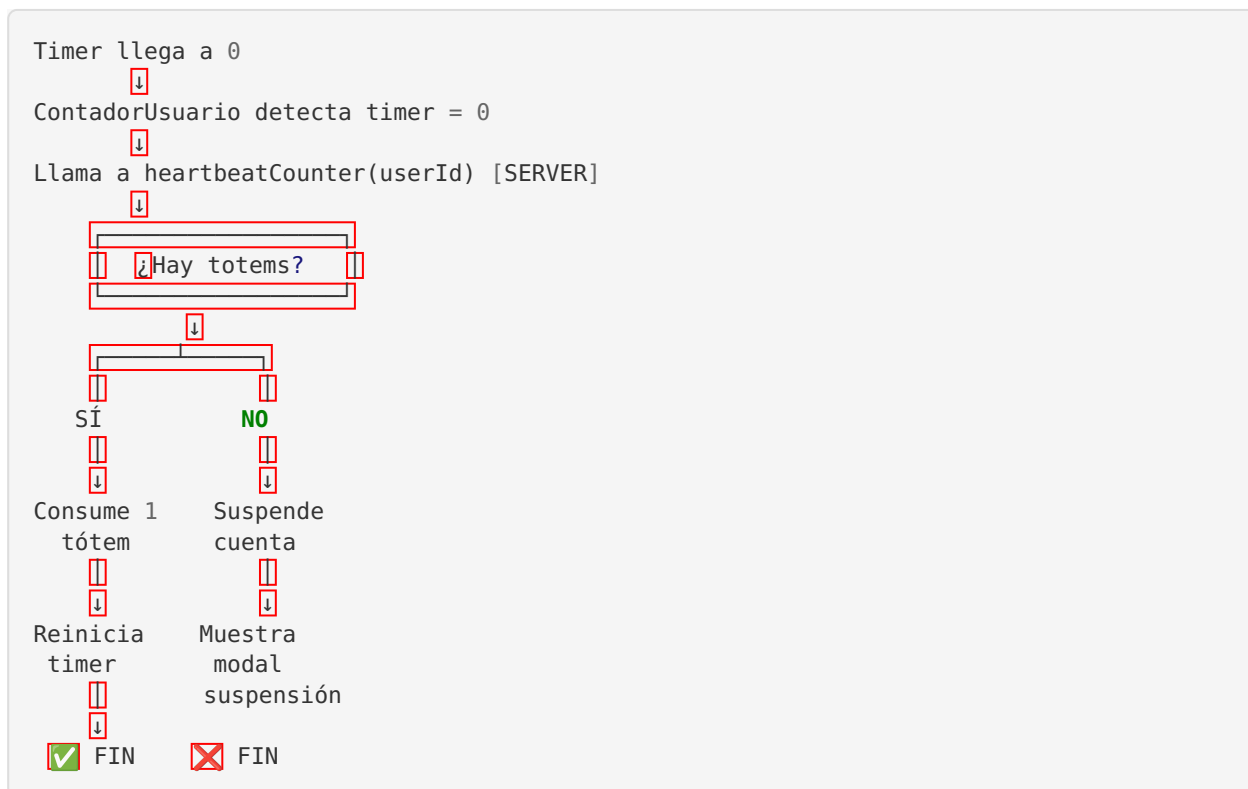 Timer llega a 0
↓
ContadorUsuario detecta timer = 0
↓
Llama a heartbeatCounter(userId) [SERVER]
↓
┌─────────────────┐
│ ¿Hay totems? │
└─────────────────┘
↓
┌─────┴─────┐
│ │
SÍ NO
│ │
↓ ↓
Consume 1 Suspende
tótem cuenta
│ │
↓ ↓
Reinicia Muestra
timer modal
│ suspensión
↓
✅ FIN ❌ FIN